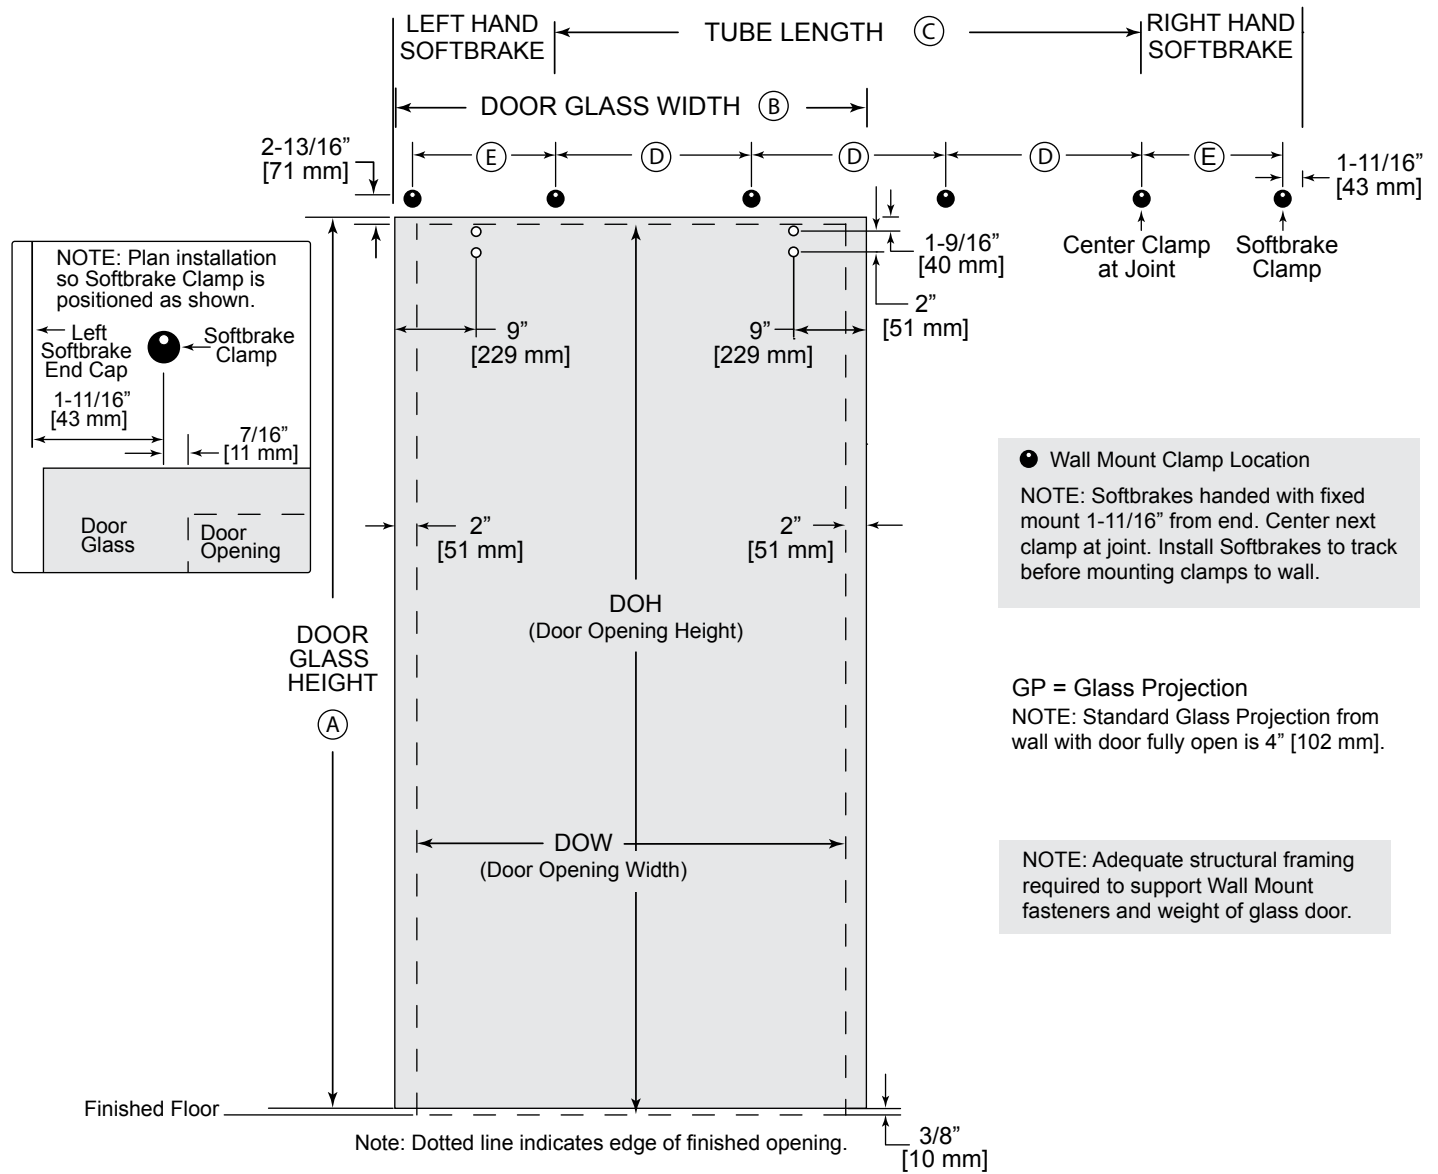 LEFT HAND
SOFTBRAKE
TUBE LENGTH C
RIGHT HAND
SOFTBRAKE
DOOR GLASS WIDTH B
2-13/16”
[71 mm]
E
D
D
D
E
1-11/16”
[43 mm]
1-9/16”
[40 mm]
Center Clamp
at Joint
Softbrake
Clamp
2”
[51 mm]
NOTE: Plan installation
so Softbrake Clamp is
positioned as shown.
Left
Softbrake
End Cap
Softbrake
Clamp
1-11/16”
[43 mm]
7/16”
[11 mm]
Door
Glass
Door
Opening
9”
[229 mm]
9”
[229 mm]
2”
[51 mm]
2”
[51 mm]
Wall Mount Clamp Location
NOTE: Softbrakes handed with fixed
mount 1-11/16” from end. Center next
clamp at joint. Install Softbrakes to track
before mounting clamps to wall.
DOH
(Door Opening Height)
DOOR
GLASS
HEIGHT
A
GP = Glass Projection
NOTE: Standard Glass Projection from
wall with door fully open is 4” [102 mm].
DOW
(Door Opening Width)
NOTE: Adequate structural framing
required to support Wall Mount
fasteners and weight of glass door.
Finished Floor
Note: Dotted line indicates edge of finished opening.
3/8”
[10 mm]